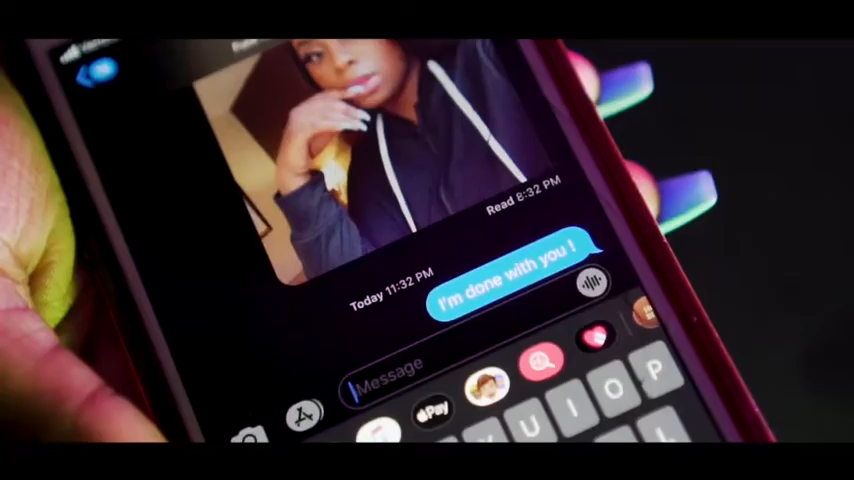 Read 8:32 PM
Today 11:32 PM
I'm done with you !
Message
Pay
U I O P
L